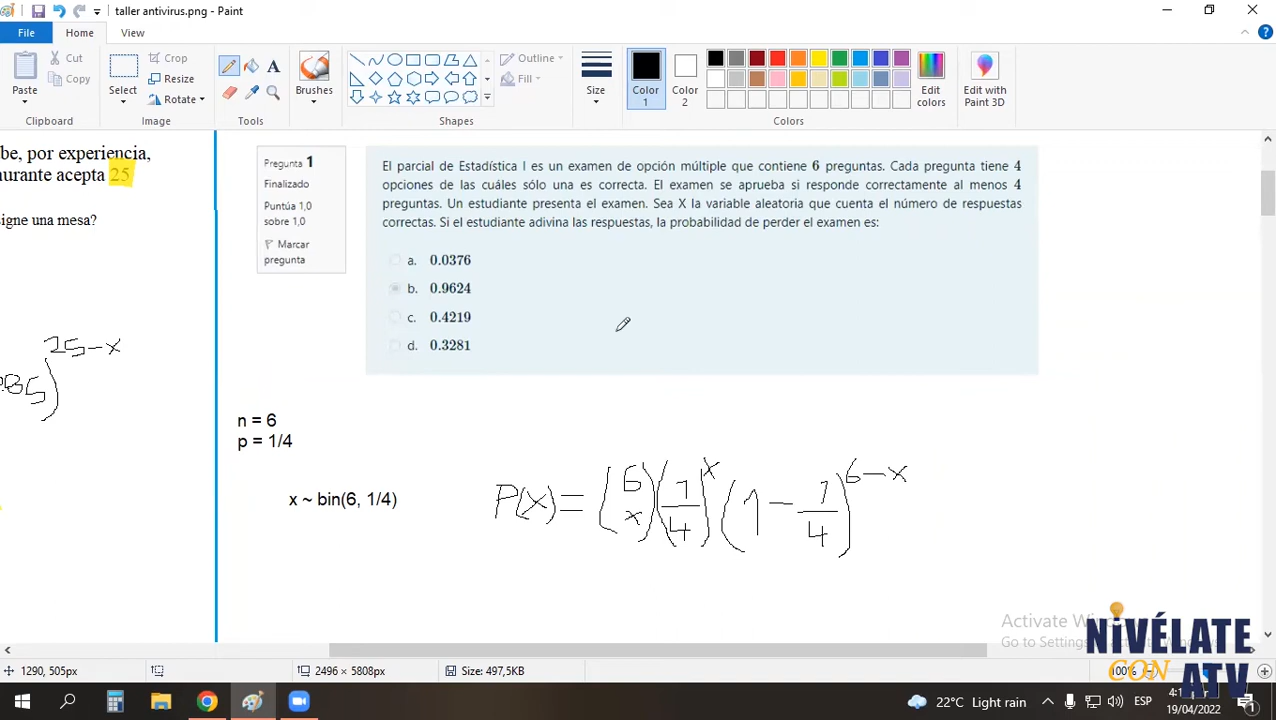 taller antivirus.png - Paint
File
Home
View
Paste
Cut
Copy
Clipboard
Select
Crop
Resize
Rotate
Image
A
Tools
Brushes
Outline
Fill
Shapes
Size
Color 1
Color 2
Edit colors
Colors
Edit with Paint 3D
be, por experiencia,
urante acepta 25
signe una mesa?
85)^25-x
Pregunta 1
Finalizado
Puntúa 1,0
sobre 1,0
Marcar
pregunta
El parcial de Estadística I es un examen de opción múltiple que contiene 6 preguntas. Cada pregunta tiene 4
opciones de las cuáles sólo una es correcta. El examen se aprueba si responde correctamente al menos 4
preguntas. Un estudiante presenta el examen. Sea X la variable aleatoria que cuenta el número de respuestas
correctas. Si el estudiante adivina las respuestas, la probabilidad de perder el examen es:
a. 0.0376
b. 0.9624
c. 0.4219
d. 0.3281
n = 6
p = 1/4
x ~ bin(6, 1/4)
P(x) = (6 x) (1/4)^x (1 - 1/4)^6-x
NIVÉLATE
CON
ATV
1290, 505px
2496 × 5808px
Size: 497.5KB
100%
22°C Light rain
ESP
19/04/2022
1